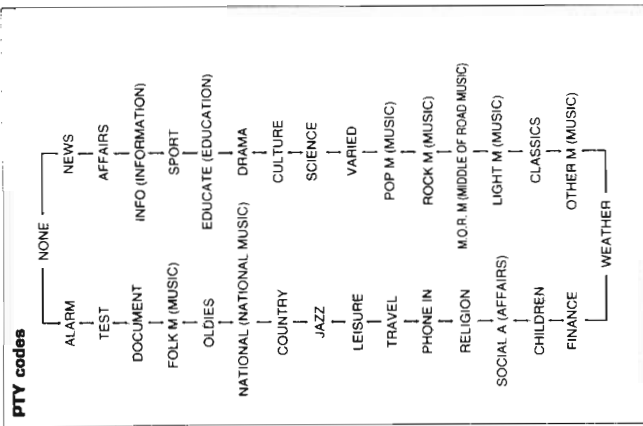 PTY codes
NONE
ALARM NEWS
TEST AFFAIRS
DOCUMENT INFO (INFORMATION)
FOLK M (MUSIC) SPORT
OLDIES EDUCATE (EDUCATION)
NATIONAL (NATIONAL MUSIC) DRAMA
COUNTRY CULTURE
JAZZ SCIENCE
LEISURE VARIED
TRAVEL POP M (MUSIC)
PHONE IN ROCK M (MUSIC)
RELIGION M.O.R. M (MIDDLE OF ROAD MUSIC)
SOCIAL A (AFFAIRS) LIGHT M (MUSIC)
CHILDREN CLASSICS
FINANCE OTHER M (MUSIC)
WEATHER